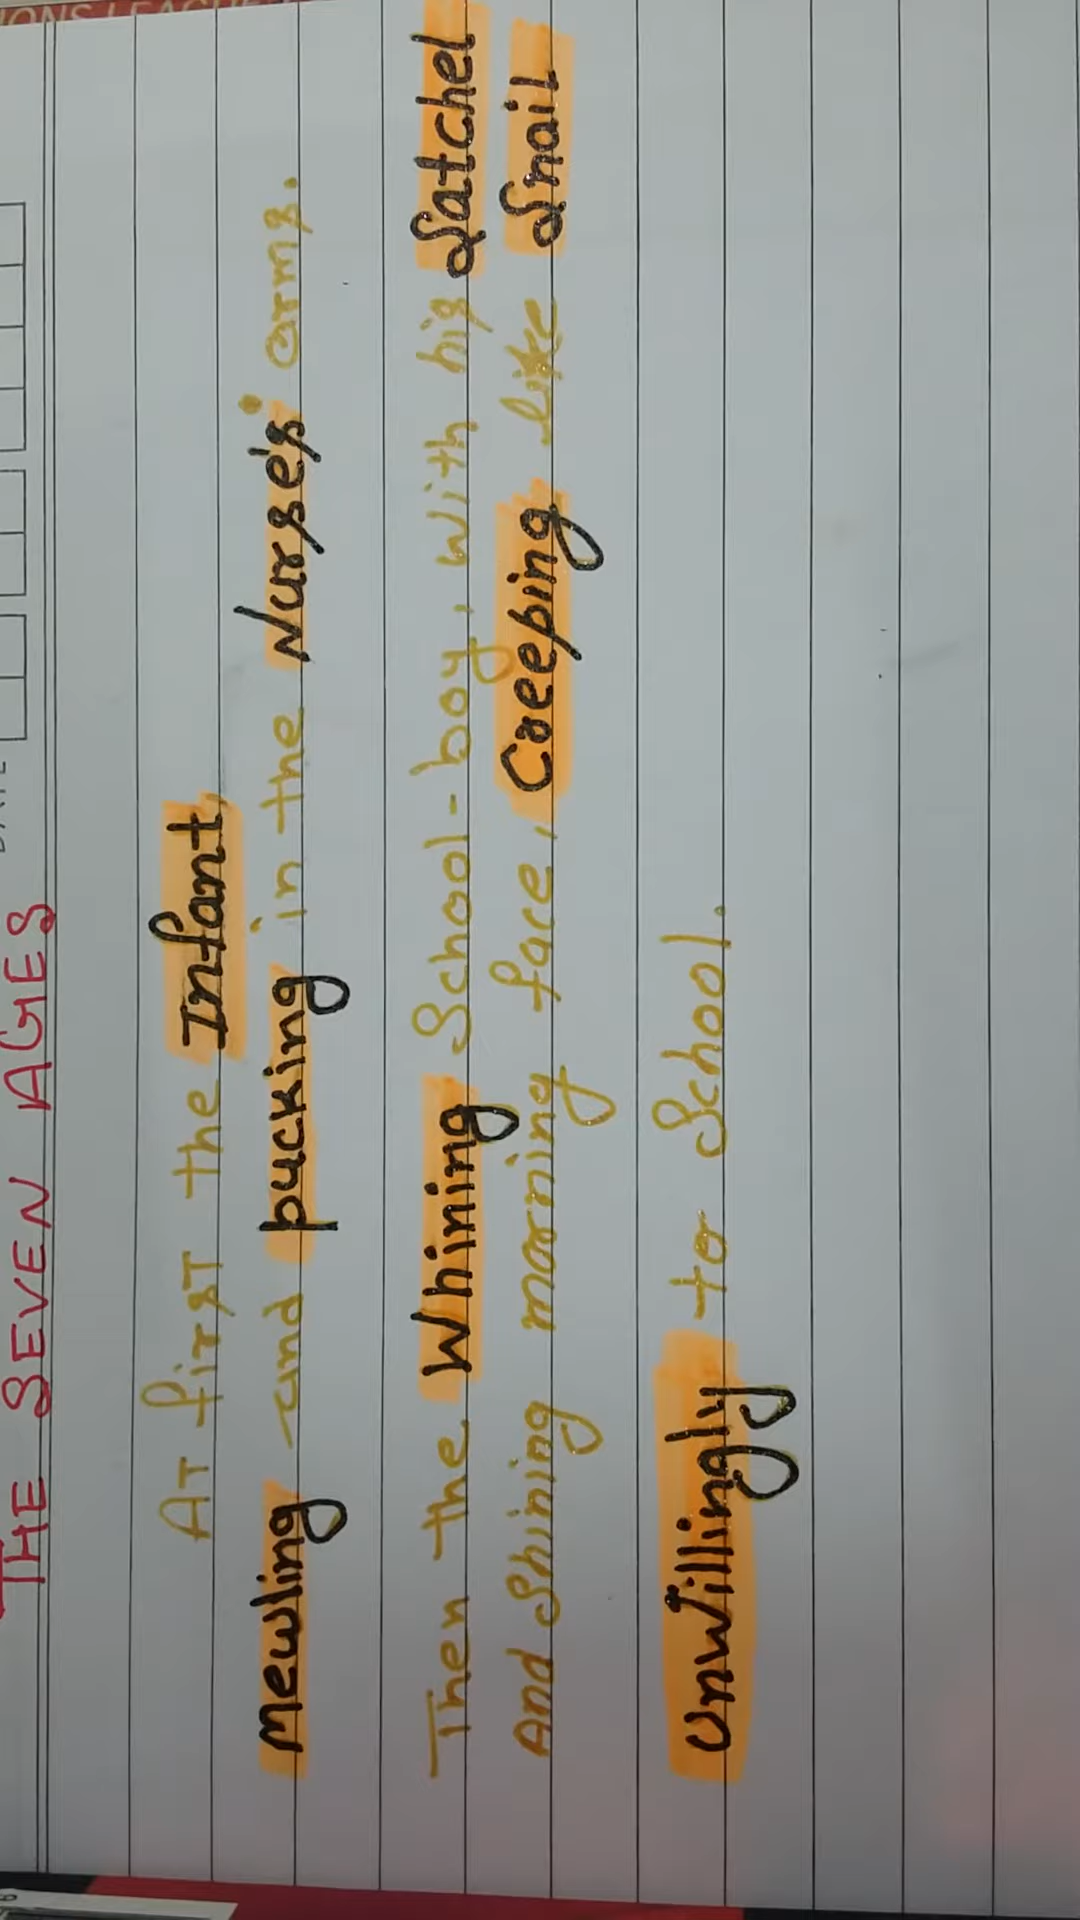 THE SEVEN AGES
At first the Infant,
Mewling and pucking in the Nurse's arms.
Then the Whining School-boy, with his Satchel
And Shining morning face, Creeping like Snail
Unwillingly to School.